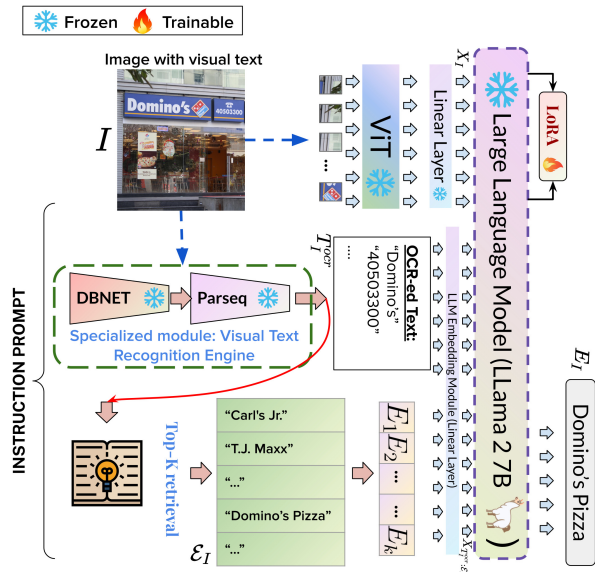 Frozen
Trainable
Image with visual text
I
Domino's
40503300
...
ViT
Linear Layer
X_I
Large Language Model (LLama 2 7B
)
LoRA
INSTRUCTION PROMPT
DBNET
Parseq
Specialized module: Visual Text
Recognition Engine
T_I^{ocr}
OCR-ed Text:
"Domino's"
"40503300"
....
LLM Embedding Module (Linear Layer)
Top-K retrieval
"Carl's Jr."
"T.J. Maxx"
"..."
"Domino's Pizza"
"..."
ℰ_I
E_1 E_2
...
...
E_k
E_I
Domino's Pizza